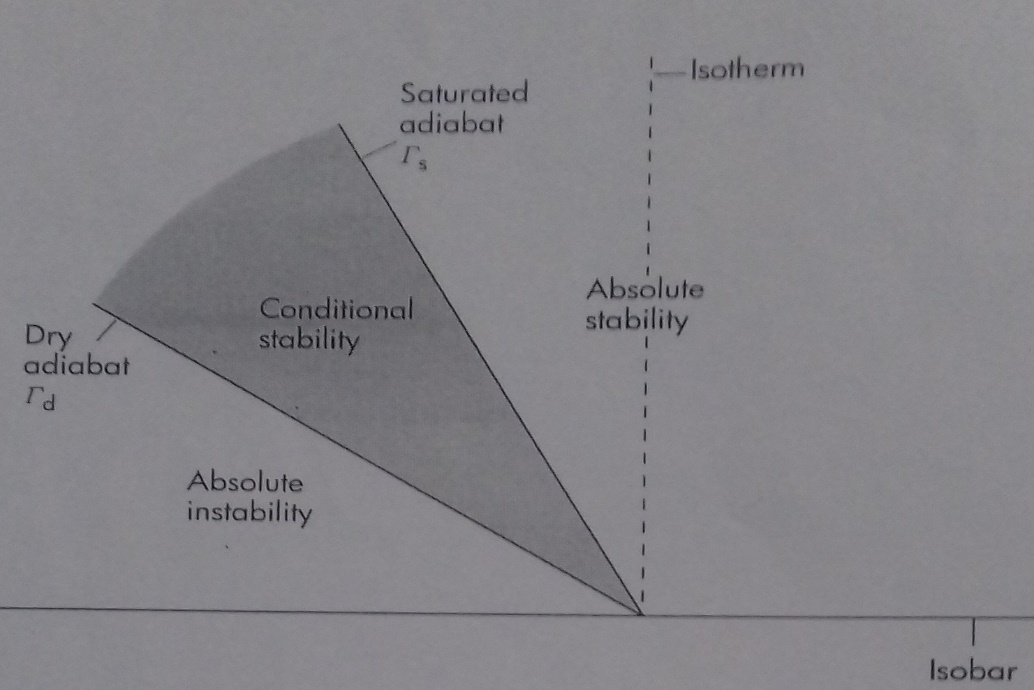 Isotherm
Saturated
adiabat
Γs
Absolute
stability
Conditional
stability
Dry
adiabat
Γd
Absolute
instability
Isobar